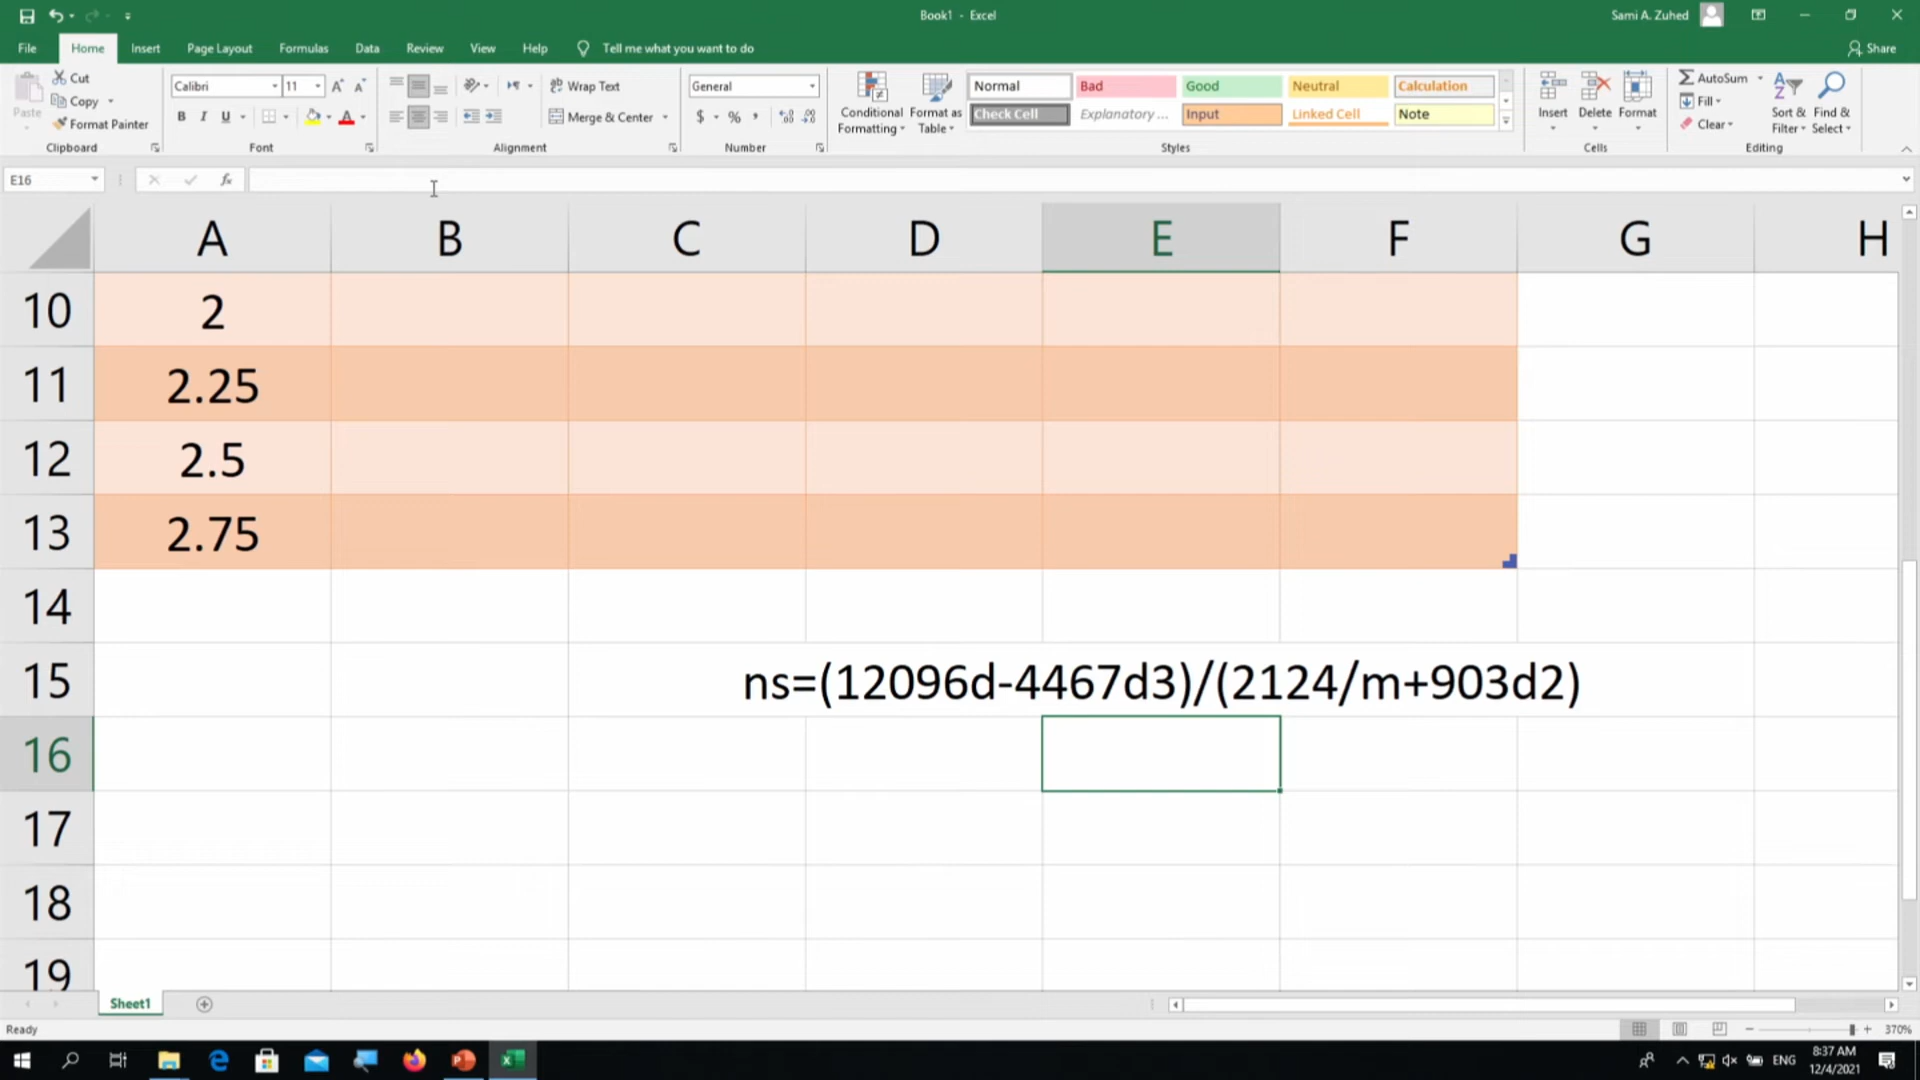 Book1 - Excel
Sami A. Zuhed
File Home Insert Page Layout Formulas Data Review View Help Tell me what you want to do Share
Paste Cut Copy Format Painter Clipboard
Calibri 11 A A B I U A Font
ab Wrap Text Merge & Center Alignment
General $ % , Number
Conditional Formatting Format as Table
Normal Bad Good Neutral Calculation
Check Cell Explanatory ... Input Linked Cell Note
Styles
Insert Delete Format Cells
AutoSum Fill Clear Sort & Filter Find & Select Editing
E16 fx
A B C D E F G H
10 2
11 2.25
12 2.5
13 2.75
14
15 ns=(12096d-4467d3)/(2124/m+903d2)
16
17
18
19
Sheet1
Ready 370%
ENG 8:37 AM
12/4/2021